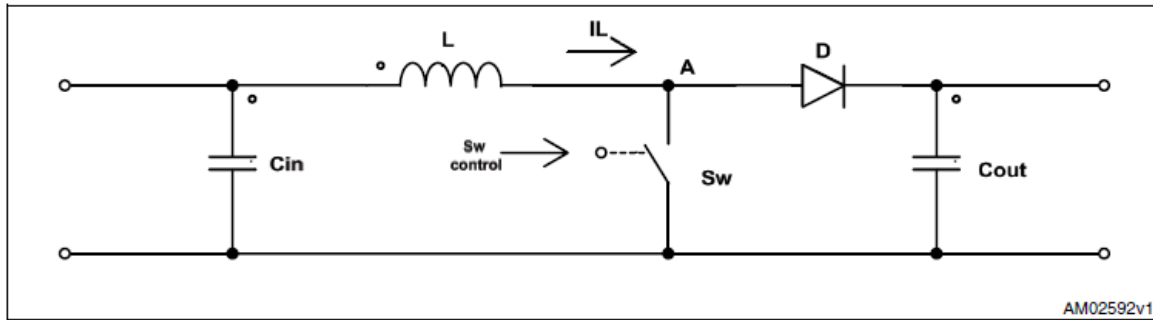 L
IL
A
D
Cin
Sw
control
Sw
Cout
AM02592v1